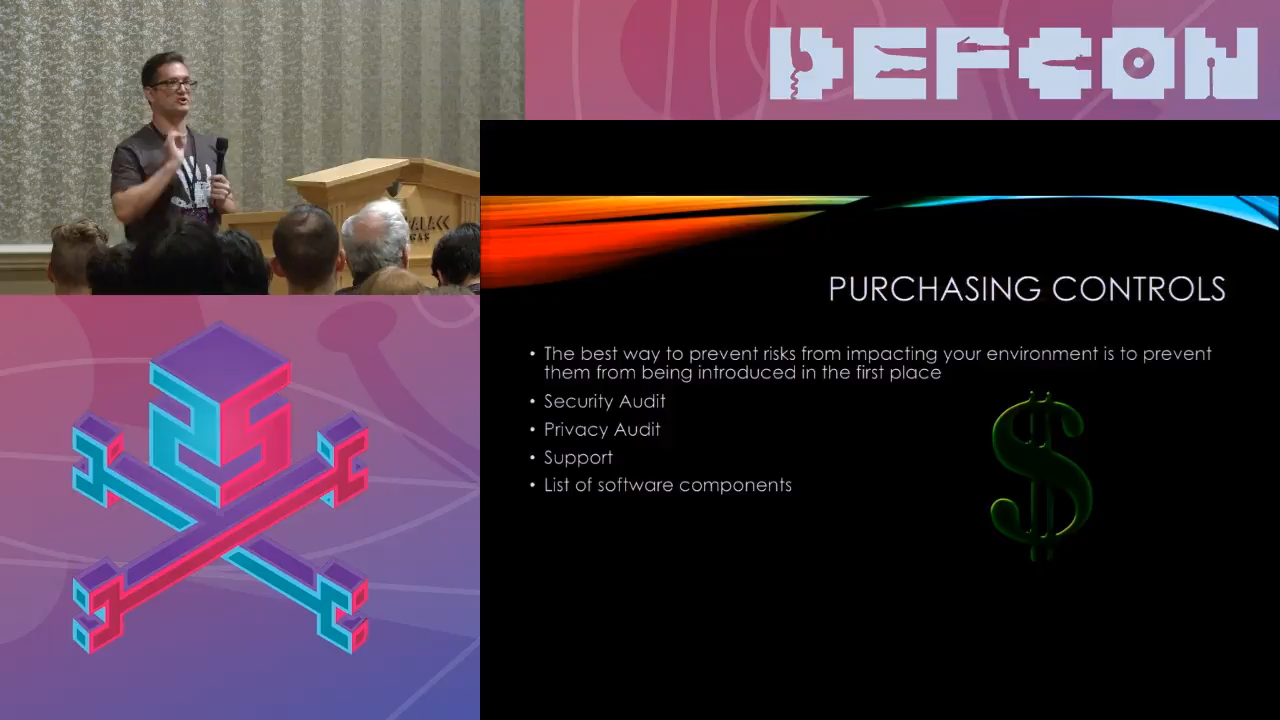 DEFCON
PURCHASING CONTROLS
• The best way to prevent risks from impacting your environment is to prevent
them from being introduced in the first place
• Security Audit
• Privacy Audit
• Support
• List of software components
$
25